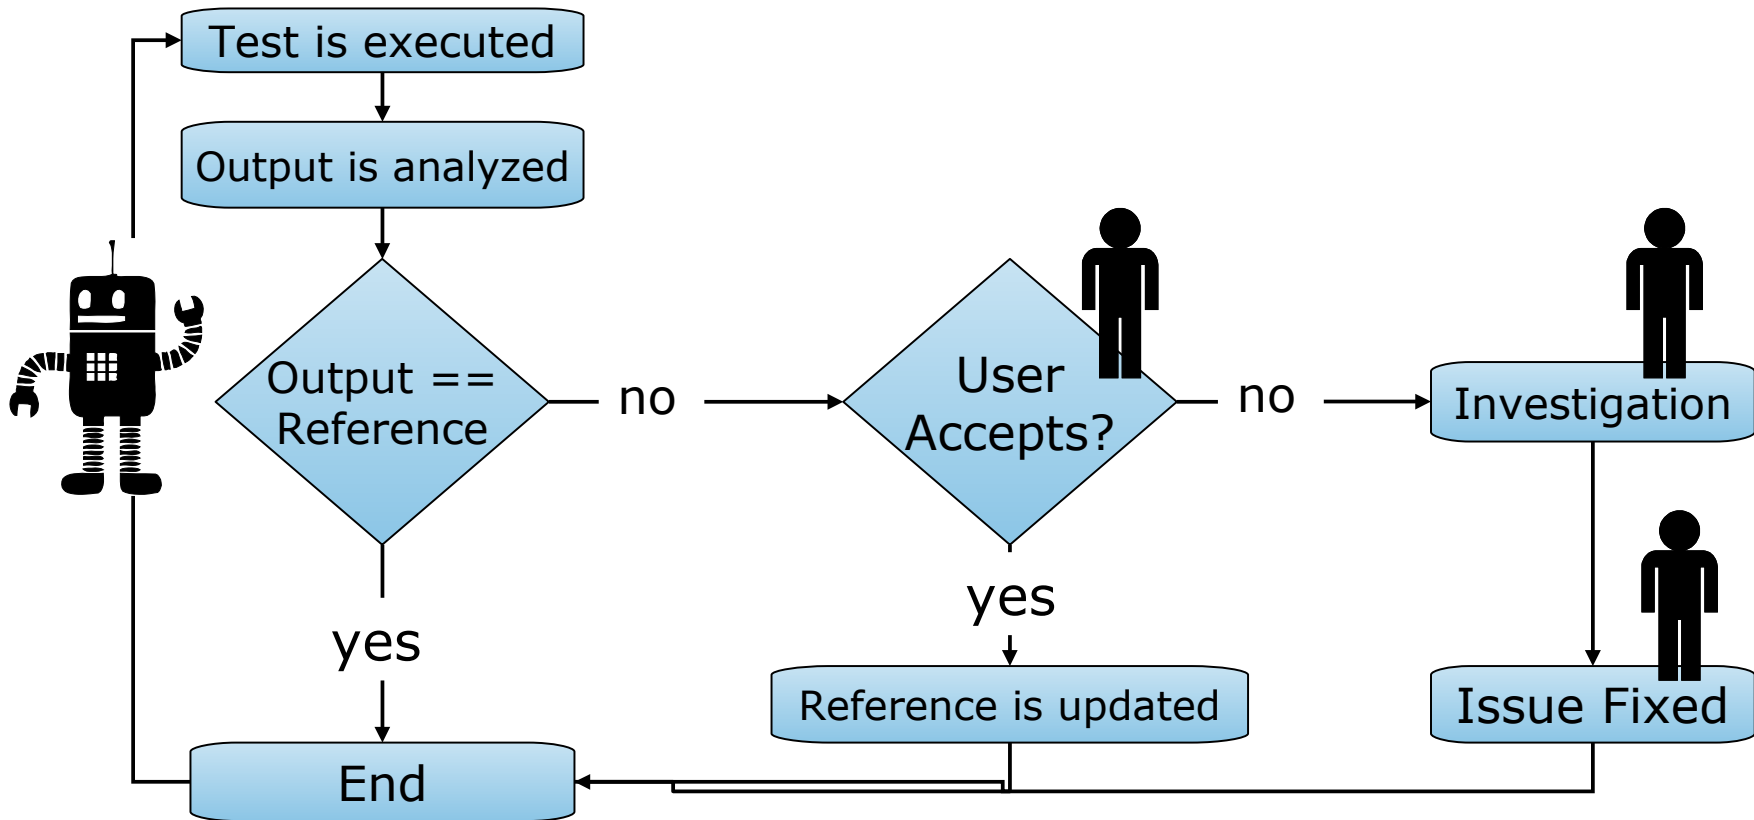 Test is executed
Output is analyzed
Output ==
Reference
no
User
Accepts?
no
Investigation
yes
yes
Reference is updated
Issue Fixed
End